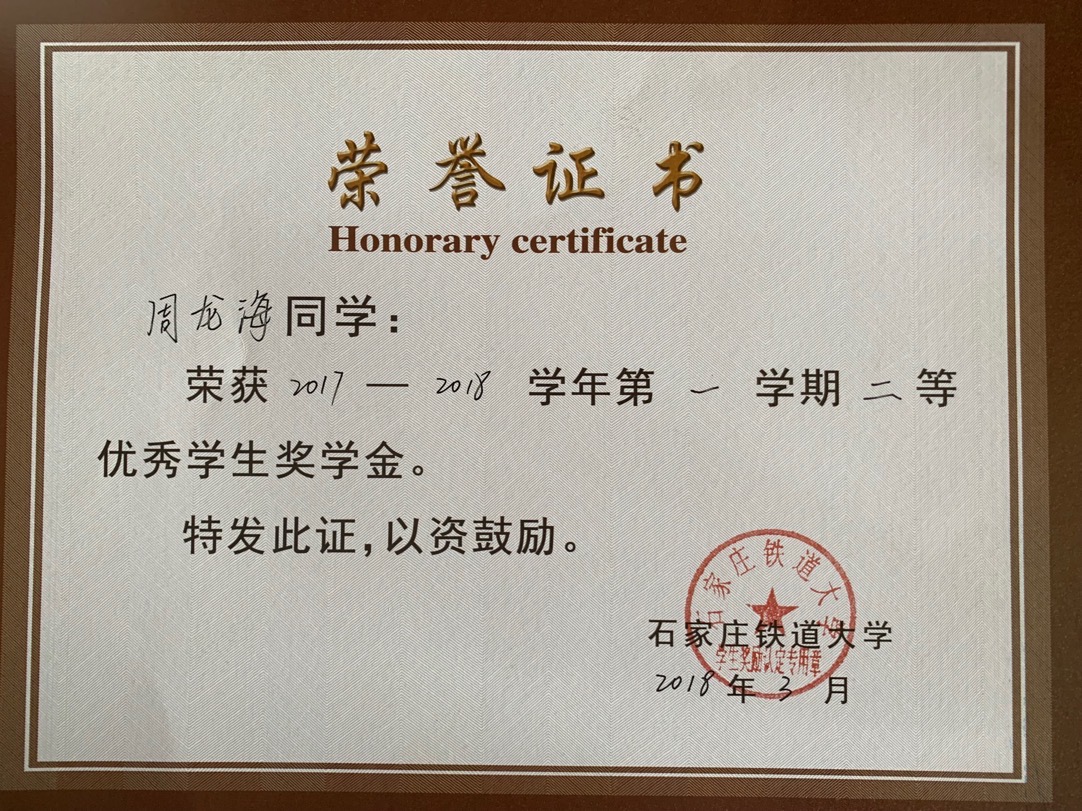 荣誉证书
Honorary certificate
周龙海同学：
荣获 2017 — 2018 学年第 一 学期 二 等
优秀学生奖学金。
特发此证,以资鼓励。
石家庄铁道大学
学生奖励认定专用章
石家庄铁道大学
2018 年 3 月